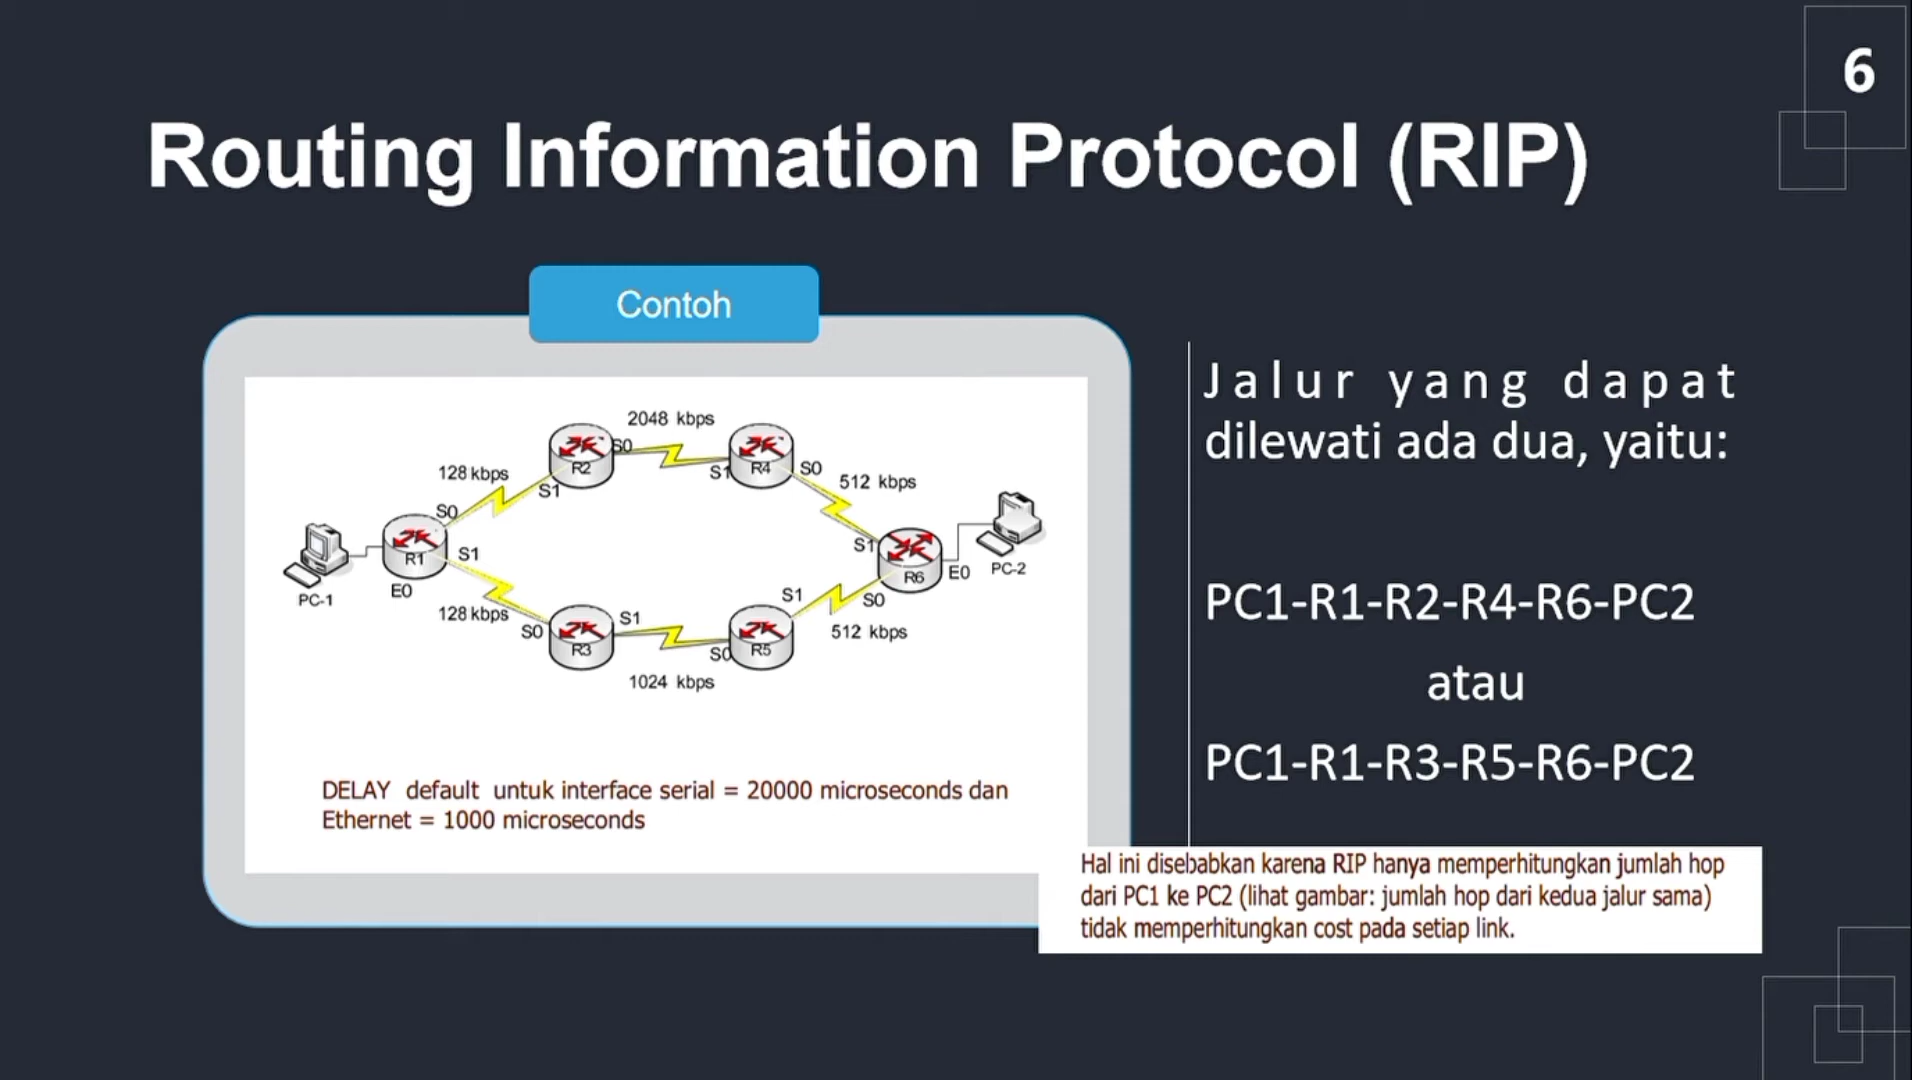 6
Routing Information Protocol (RIP)
Contoh
2048 kbps
R2
S0
S1
R4
S0
128 kbps
S1
512 kbps
S0
R1
S1
E0
PC-1
S1
R6
E0
PC-2
128 kbps
S0
R3
S1
S0
R5
S1
S0
512 kbps
1024 kbps
DELAY default untuk interface serial = 20000 microseconds dan
Ethernet = 1000 microseconds
Jalur yang dapat
dilewati ada dua, yaitu:
PC1-R1-R2-R4-R6-PC2
atau
PC1-R1-R3-R5-R6-PC2
Hal ini disebabkan karena RIP hanya memperhitungkan jumlah hop
dari PC1 ke PC2 (lihat gambar: jumlah hop dari kedua jalur sama)
tidak memperhitungkan cost pada setiap link.